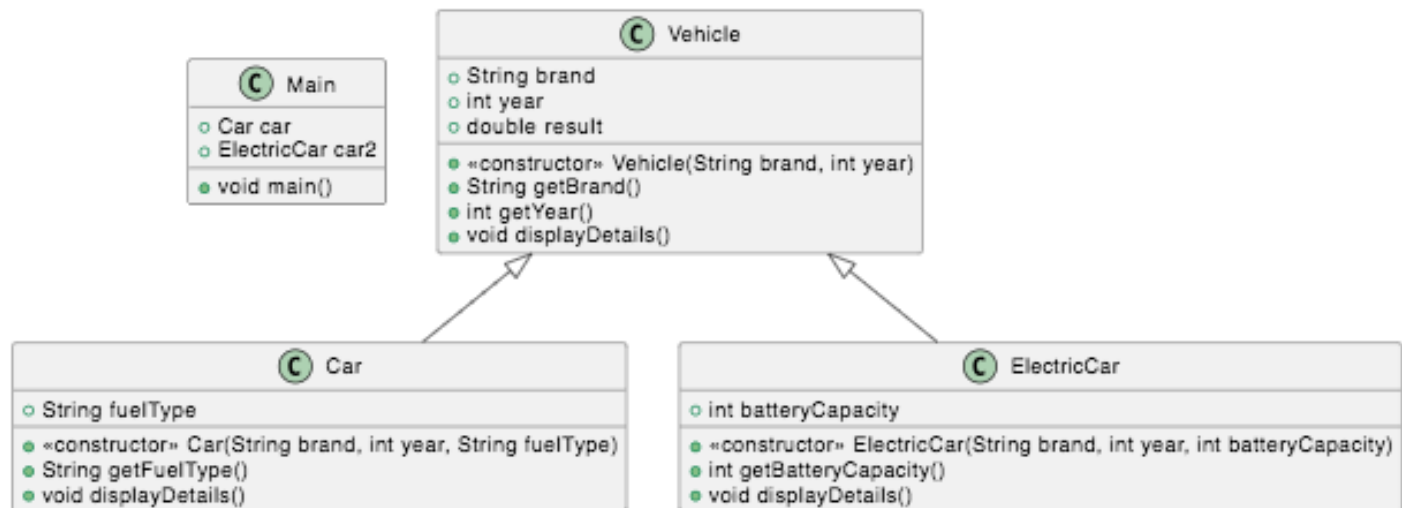 C Vehicle
String brand
int year
double result
«constructor» Vehicle(String brand, int year)
String getBrand()
int getYear()
void displayDetails()
C Main
Car car
ElectricCar car2
void main()
C Car
String fuelType
«constructor» Car(String brand, int year, String fuelType)
String getFuelType()
void displayDetails()
C ElectricCar
int batteryCapacity
«constructor» ElectricCar(String brand, int year, int batteryCapacity)
int getBatteryCapacity()
void displayDetails()